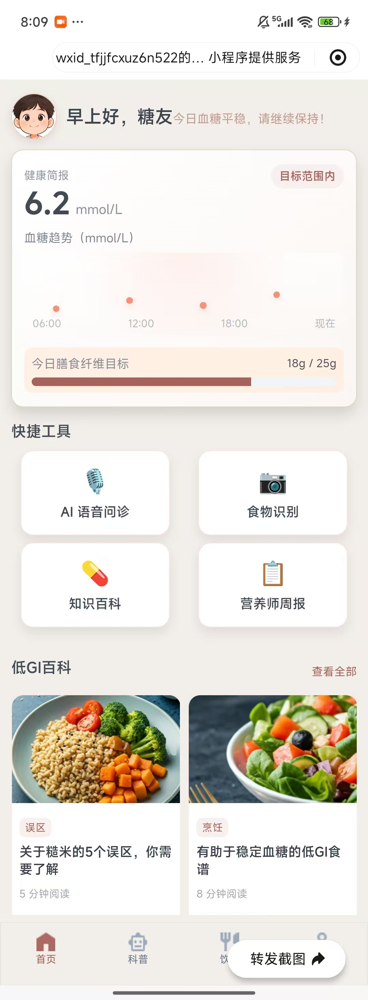 8:09 ...
5G 68
wxid_tfjjfcxuz6n522的... 小程序提供服务
早上好，糖友今日血糖平稳，请继续保持！
健康简报
目标范围内
6.2 mmol/L
血糖趋势（mmol/L）
06:00 12:00 18:00 现在
今日膳食纤维目标 18g / 25g
快捷工具
AI 语音问诊
食物识别
知识百科
营养师周报
低GI百科
查看全部
误区
关于糙米的5个误区，你需
要了解
5 分钟阅读
烹饪
有助于稳定血糖的低GI食
谱
8 分钟阅读
首页
科普
饮
转发截图